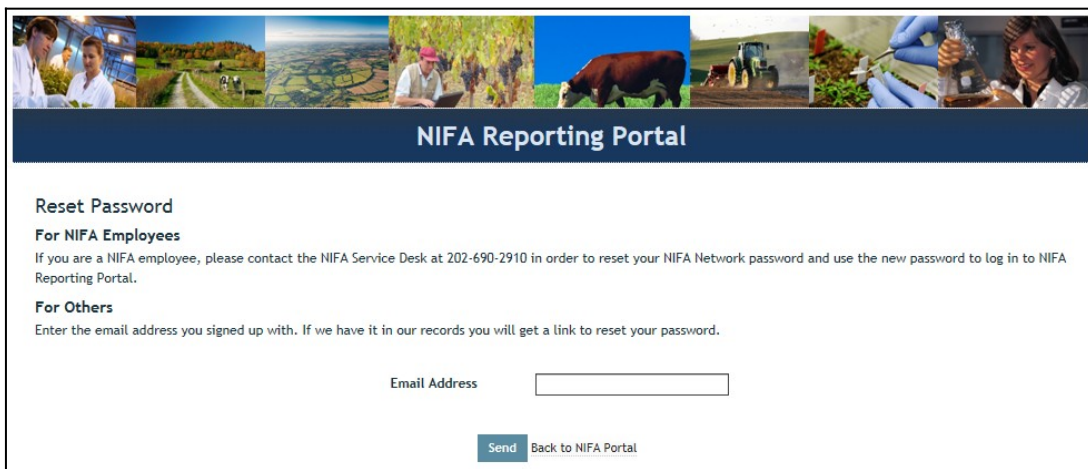 NIFA Reporting Portal
Reset Password
For NIFA Employees
If you are a NIFA employee, please contact the NIFA Service Desk at 202-690-2910 in order to reset your NIFA Network password and use the new password to log in to NIFA
Reporting Portal.
For Others
Enter the email address you signed up with. If we have it in our records you will get a link to reset your password.
Email Address
Send Back to NIFA Portal